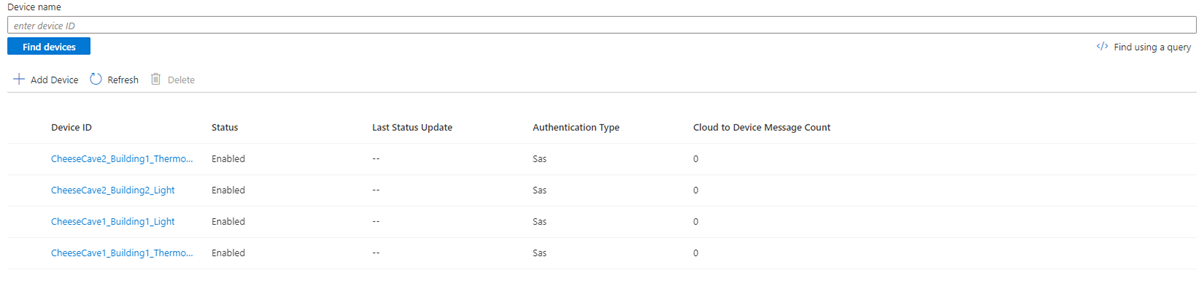 Device name
enter device ID
Find devices
</> Find using a query
Add Device Refresh Delete
Device ID Status Last Status Update Authentication Type Cloud to Device Message Count
CheeseCave2_Building1_Thermo... Enabled -- Sas 0
CheeseCave2_Building2_Light Enabled -- Sas 0
CheeseCave1_Building1_Light Enabled -- Sas 0
CheeseCave1_Building1_Thermo... Enabled -- Sas 0